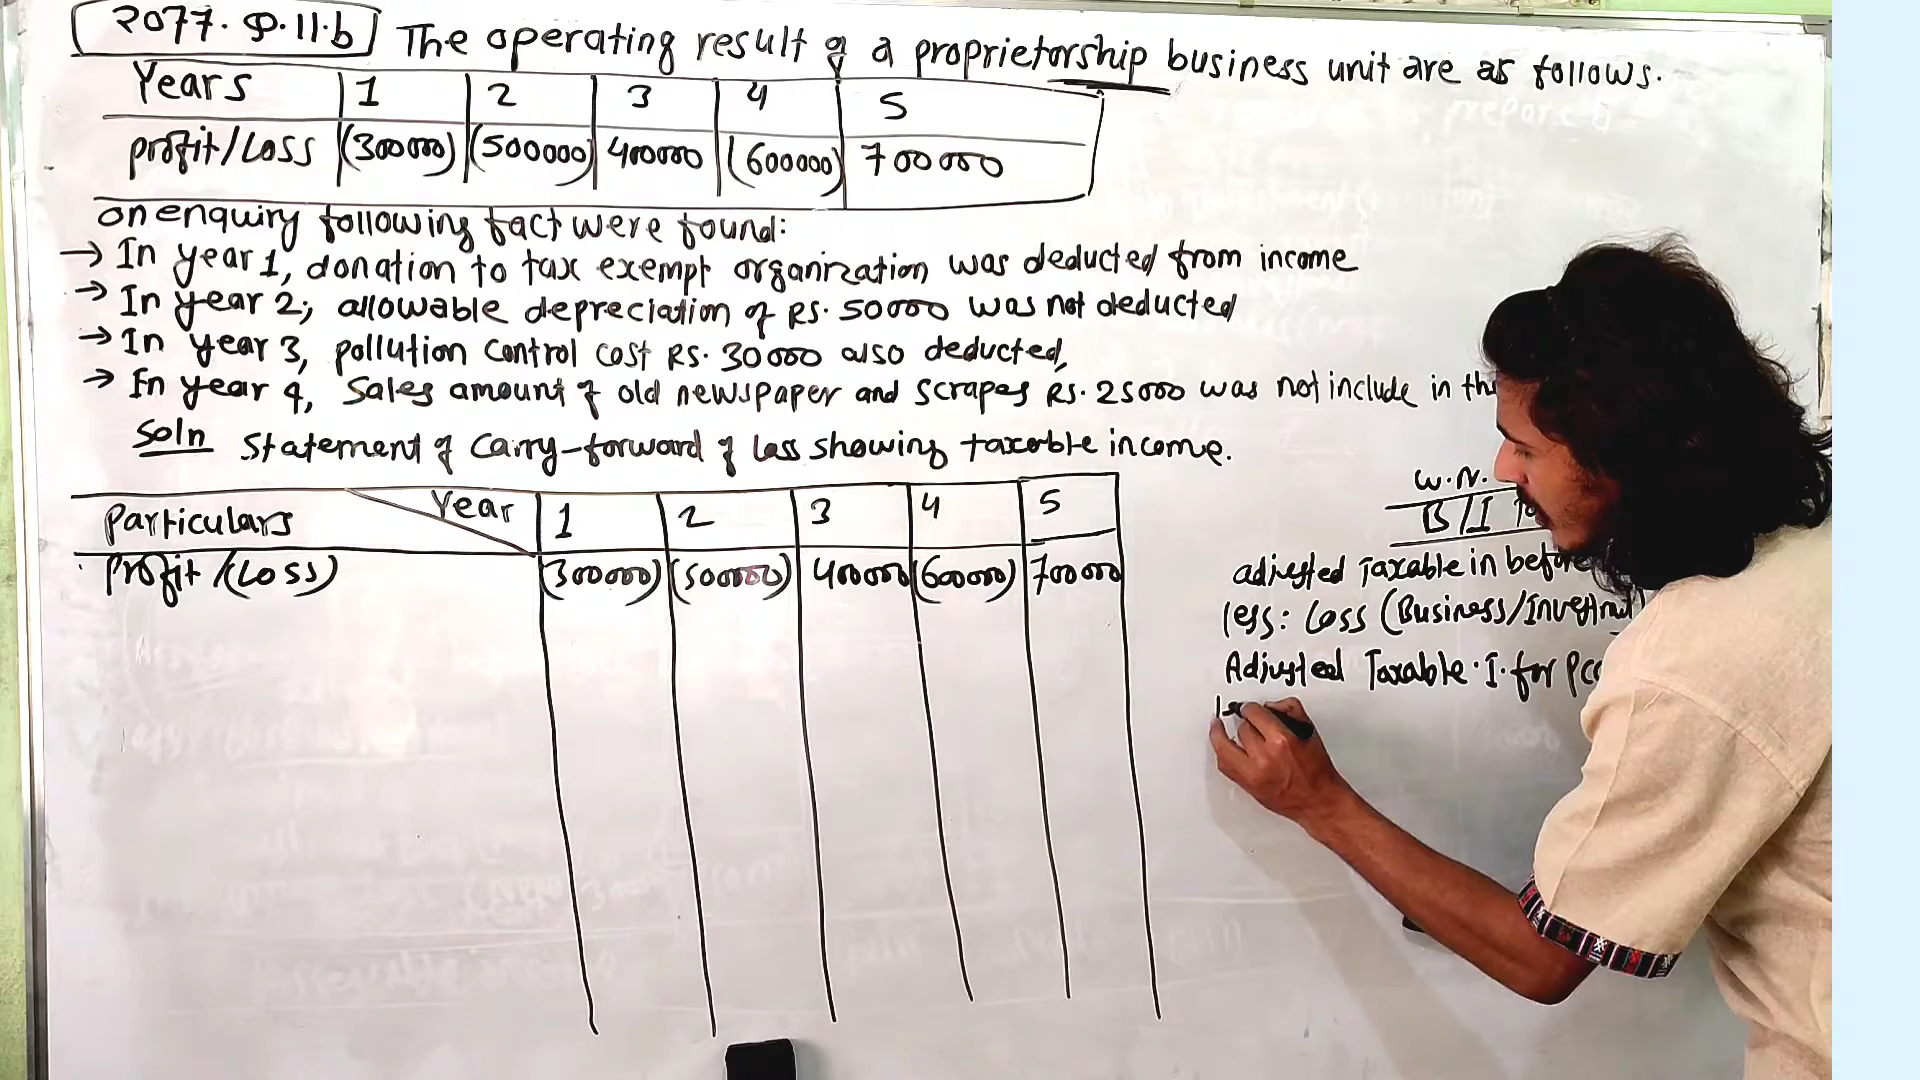 २०७७. Q.11.b The operating result of a proprietorship business unit are as follows.
Years 1 2 3 4 5
profit/Loss (300000) (500000) 400000 (600000) 700000
on enquiry following fact were found:
→ In year 1, donation to tax exempt organization was deducted from income
→ In year 2; allowable depreciation of Rs. 50000 was not deducted
→ In year 3, pollution control cost Rs. 30000 also deducted,
→ In year 4, Sales amount of old newspaper and scrapes Rs. 25000 was not include in th
Soln Statement of Carry-forward of loss showing taxable income.
Particulars Year 1 2 3 4 5
Profit/(Loss) (300000) (500000) 400000 (600000) 700000
W.N.
B/I
adjusted Taxable in before
less: Loss (Business/Investment)
Adjusted Taxable.I. for PCC